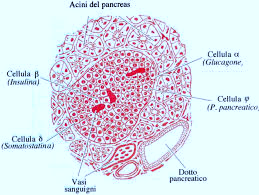 Acini del pancreas
Cellula α
(Glucagone,
Cellula β
(Insulina)
Cellula φ
(P. pancreatico,
Cellula δ
(Somatostatina)
Vasi
sanguigni
Dotto
pancreatico